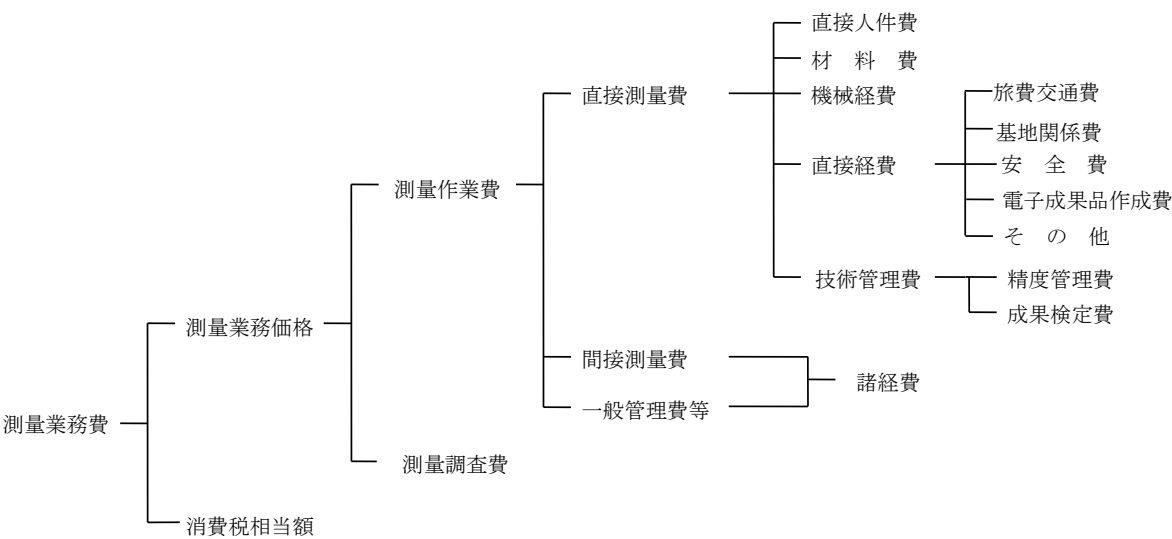 直接人件費
材　料　費
直接測量費
機械経費
旅費交通費
基地関係費
直接経費
安　全　費
測量作業費
電子成果品作成費
そ　の　他
技術管理費
精度管理費
成果検定費
測量業務価格
間接測量費
諸経費
一般管理費等
測量業務費
測量調査費
消費税相当額